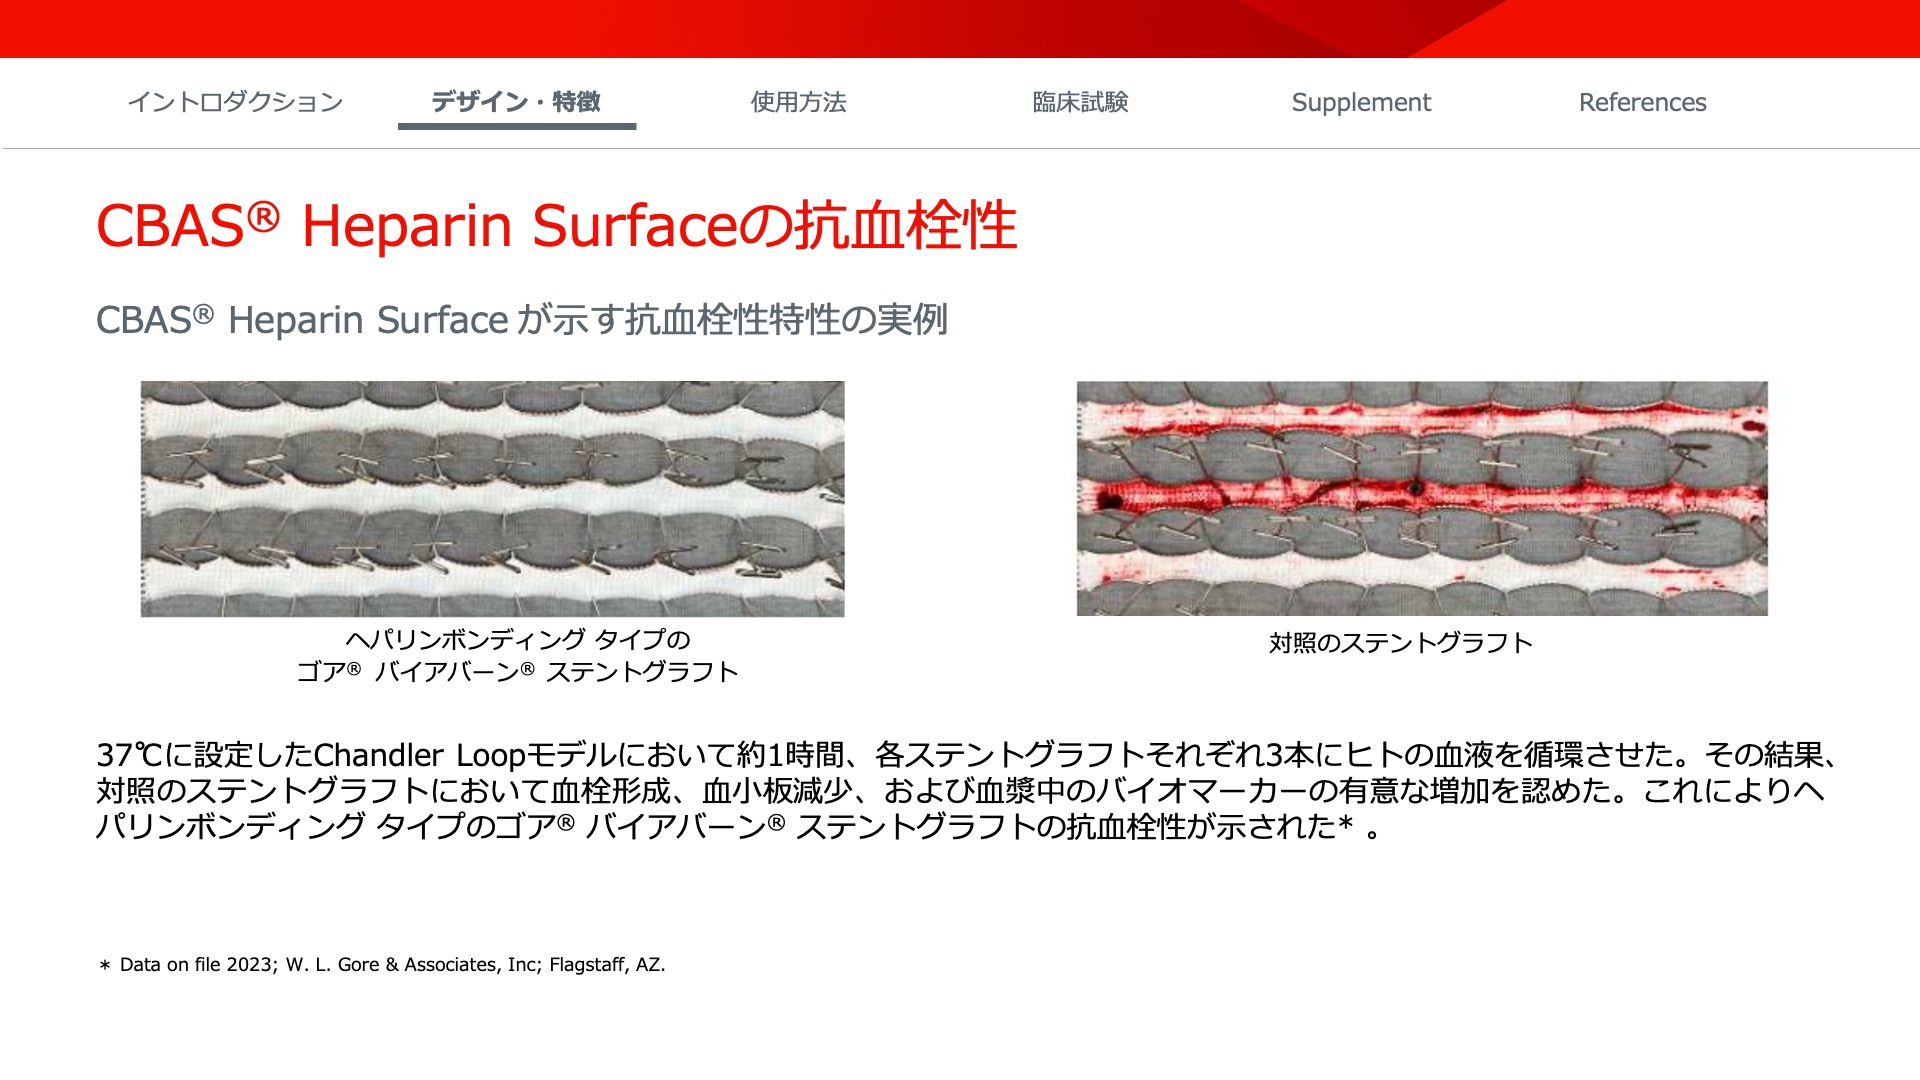 イントロダクション
デザイン・特徴
使用方法
臨床試験
Supplement
References
CBAS® Heparin Surfaceの抗血栓性
CBAS® Heparin Surface が示す抗血栓性特性の実例
ヘパリンボンディング タイプの
ゴア® バイアバーン® ステントグラフト
対照のステントグラフト
37℃に設定したChandler Loopモデルにおいて約1時間、各ステントグラフトそれぞれ3本にヒトの血液を循環させた。その結果、
対照のステントグラフトにおいて血栓形成、血小板減少、および血漿中のバイオマーカーの有意な増加を認めた。これによりヘ
パリンボンディング タイプのゴア® バイアバーン® ステントグラフトの抗血栓性が示された* 。
* Data on file 2023; W. L. Gore & Associates, Inc; Flagstaff, AZ.